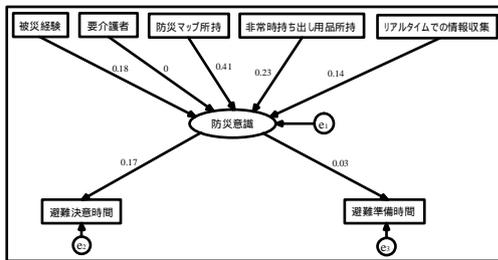 被災経験
要介護者
防災マップ所持
非常時持ち出し用品所持
リアルタイムでの情報収集
0.18
0
0.41
0.23
0.14
防災意識
e₁
0.17
0.03
避難決意時間
避難準備時間
e₂
e₃